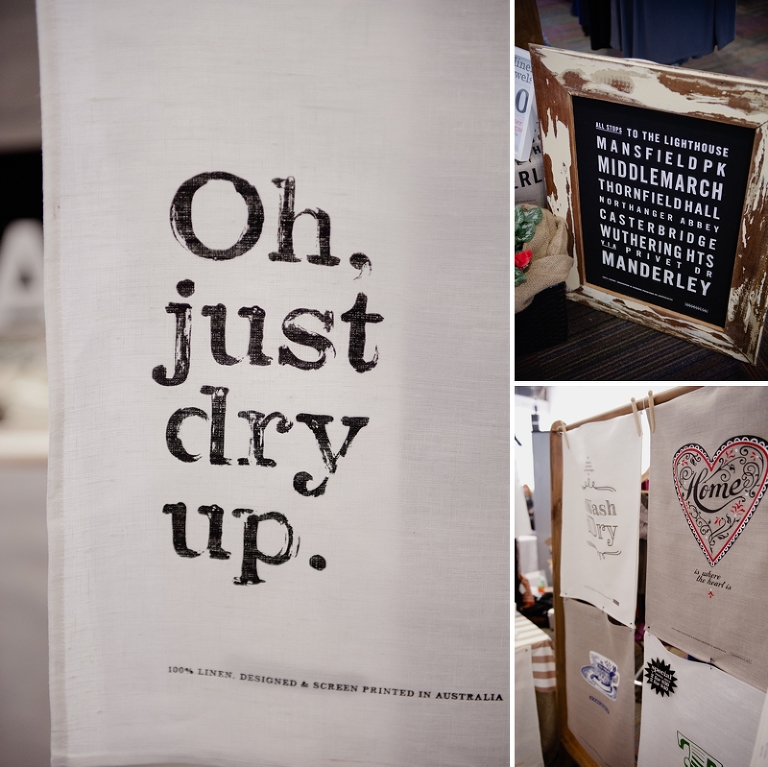 Oh,
just
dry
up.
100% LINEN. DESIGNED & SCREEN PRINTED IN AUSTRALIA
ALL STOPS TO THE LIGHTHOUSE
MANSFIELD PK
MIDDLEMARCH
THORNFIELD HALL
NORTHANGER ABBEY
CASTERBRIDGE
WUTHERING HTS
VIA PRIVET DR
MANDERLEY
Dry
Home
is where
the heart is